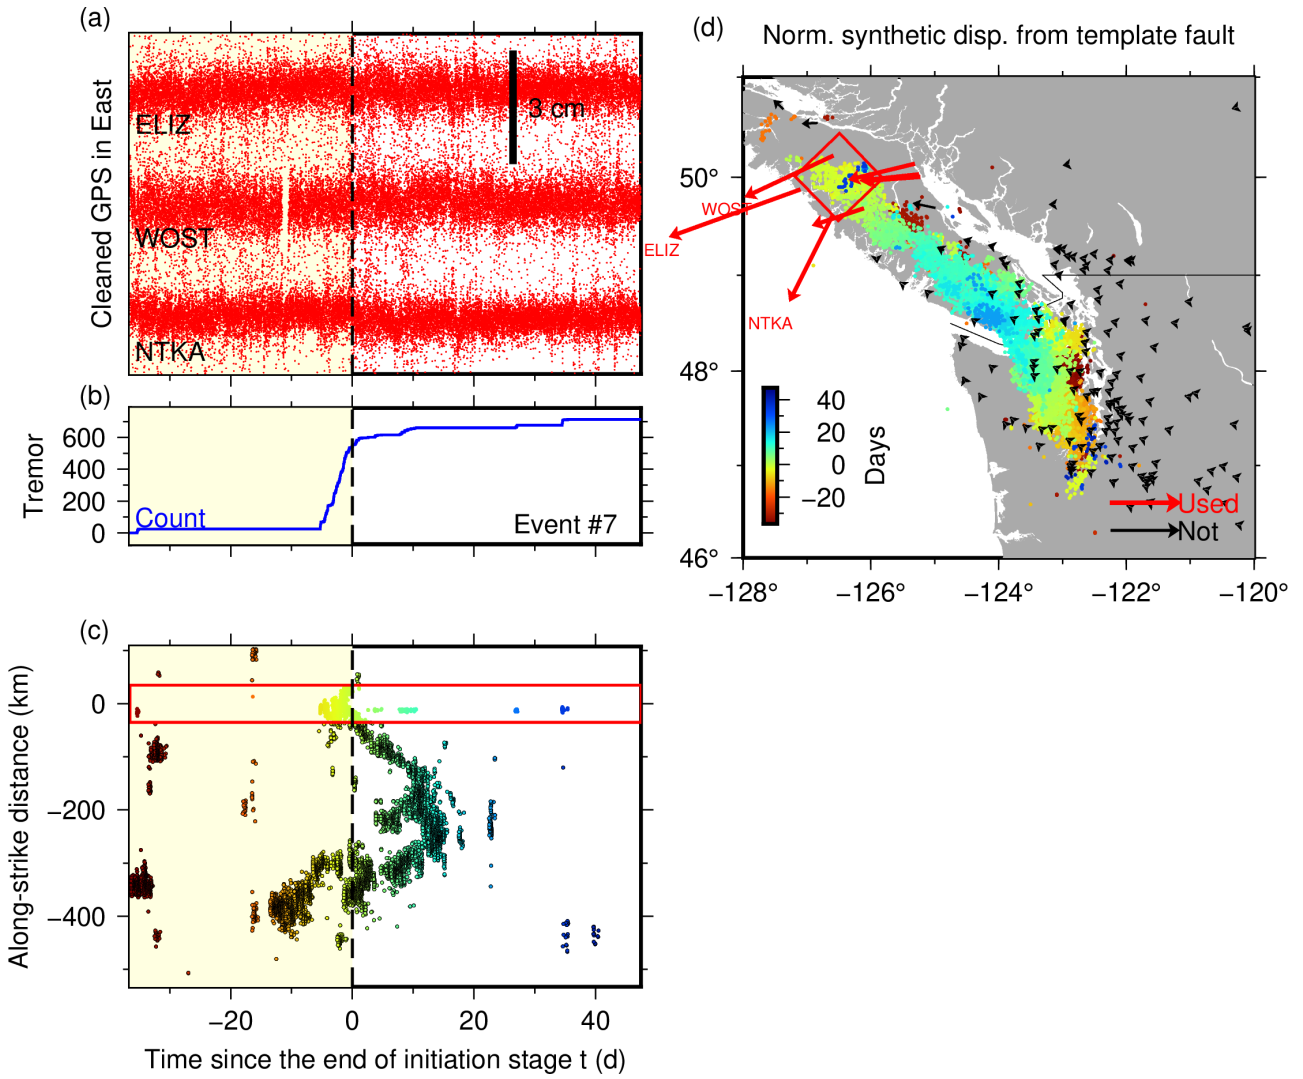 (a)
Cleaned GPS in East
ELIZ
WOST
NTKA
3 cm
(b)
Tremor
600
400
200
0
Count
Event #7
(c)
Along-strike distance (km)
0
−200
−400
−20
0
20
40
Time since the end of initiation stage t (d)
(d)
Norm. synthetic disp. from template fault
50°
48°
46°
−128°
−126°
−124°
−122°
−120°
WOST
ELIZ
NTKA
40
20
0
−20
Days
Used
Not